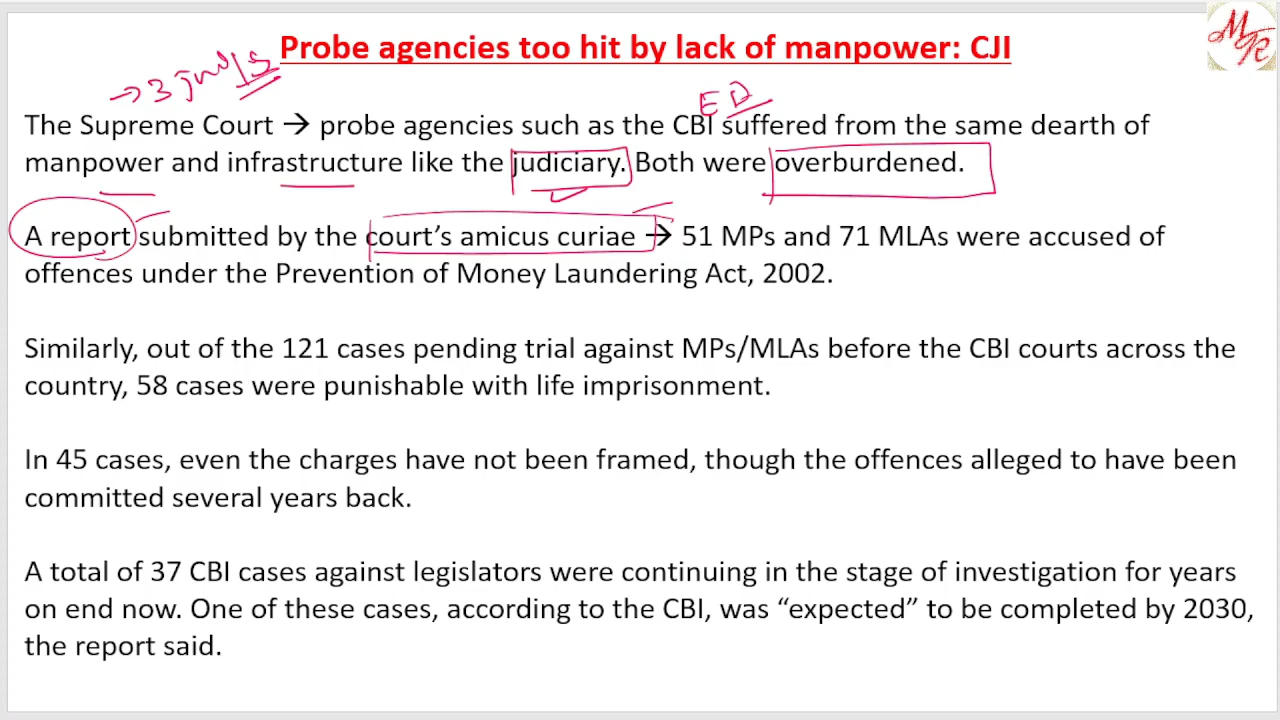 Probe agencies too hit by lack of manpower: CJI
MJR
→ 3 judges
ED
The Supreme Court → probe agencies such as the CBI suffered from the same dearth of
manpower and infrastructure like the judiciary. Both were overburdened.
A report submitted by the court’s amicus curiae → 51 MPs and 71 MLAs were accused of
offences under the Prevention of Money Laundering Act, 2002.
Similarly, out of the 121 cases pending trial against MPs/MLAs before the CBI courts across the
country, 58 cases were punishable with life imprisonment.
In 45 cases, even the charges have not been framed, though the offences alleged to have been
committed several years back.
A total of 37 CBI cases against legislators were continuing in the stage of investigation for years
on end now. One of these cases, according to the CBI, was “expected” to be completed by 2030,
the report said.